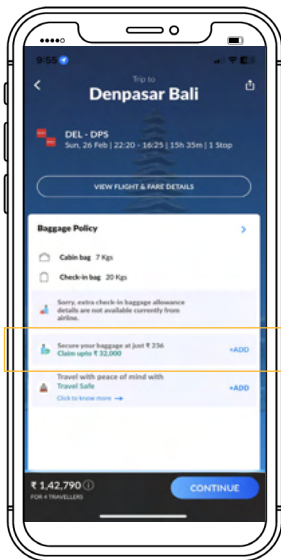 9:55
Trip to
Denpasar Bali
DEL - DPS
Sun, 26 Feb | 22:20 - 16:25 | 15h 35m | 1 Stop
VIEW FLIGHT & FARE DETAILS
Baggage Policy
Cabin bag 7 Kgs
Check-in bag 20 Kgs
Sorry, extra check-in baggage allowance
details are not available currently from
airline.
Secure your baggage at just ₹ 236
Claim upto ₹ 32,000
+ADD
Travel with peace of mind with
Travel Safe
+ADD
Click to know more →
₹ 1,42,790
FOR 4 TRAVELLERS
CONTINUE